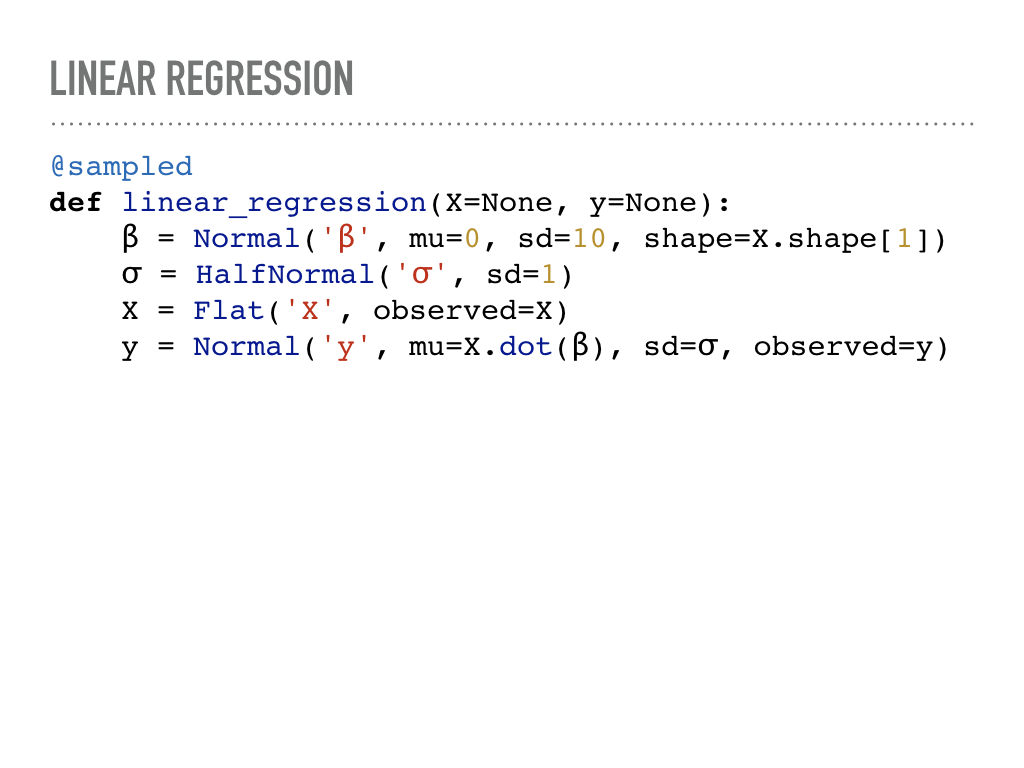 LINEAR REGRESSION
@sampled
def linear_regression(X=None, y=None):
    β = Normal('β', mu=0, sd=10, shape=X.shape[1])
    σ = HalfNormal('σ', sd=1)
    X = Flat('X', observed=X)
    y = Normal('y', mu=X.dot(β), sd=σ, observed=y)